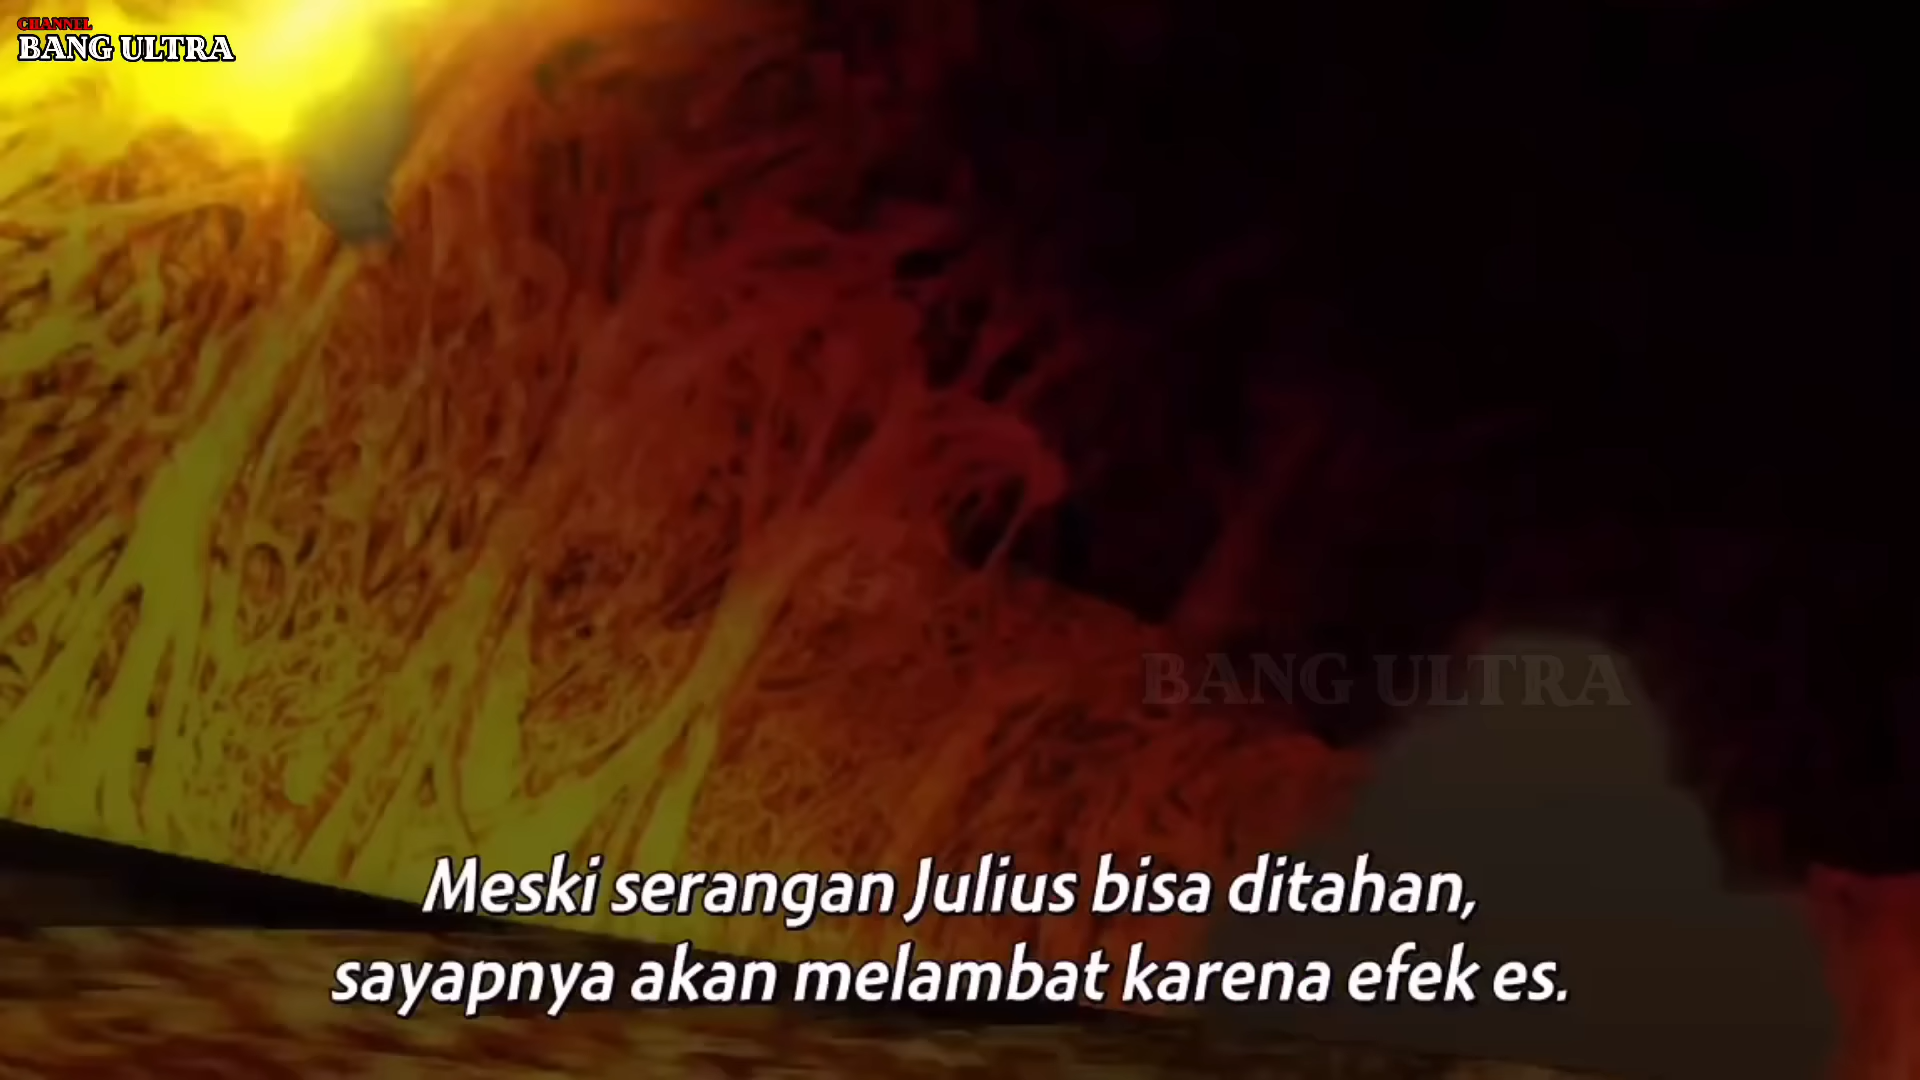 CHANNEL
BANG ULTRA
BANG ULTRA
Meski serangan Julius bisa ditahan,
sayapnya akan melambat karena efek es.